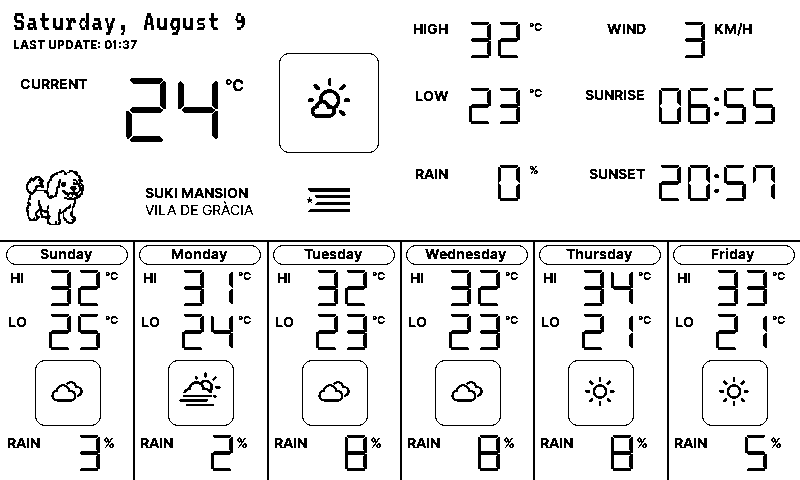 Saturday, August 9
LAST UPDATE: 01:37
CURRENT 24 °C
HIGH 32 °C
WIND 3 KM/H
LOW 23 °C
SUNRISE 06:55
RAIN 0 %
SUNSET 20:57
SUKI MANSION
VILA DE GRÀCIA
Sunday
HI 32 °C
LO 25 °C
RAIN 3 %
Monday
HI 31 °C
LO 24 °C
RAIN 2 %
Tuesday
HI 32 °C
LO 23 °C
RAIN 8 %
Wednesday
HI 32 °C
LO 23 °C
RAIN 8 %
Thursday
HI 34 °C
LO 21 °C
RAIN 8 %
Friday
HI 33 °C
LO 21 °C
RAIN 5 %